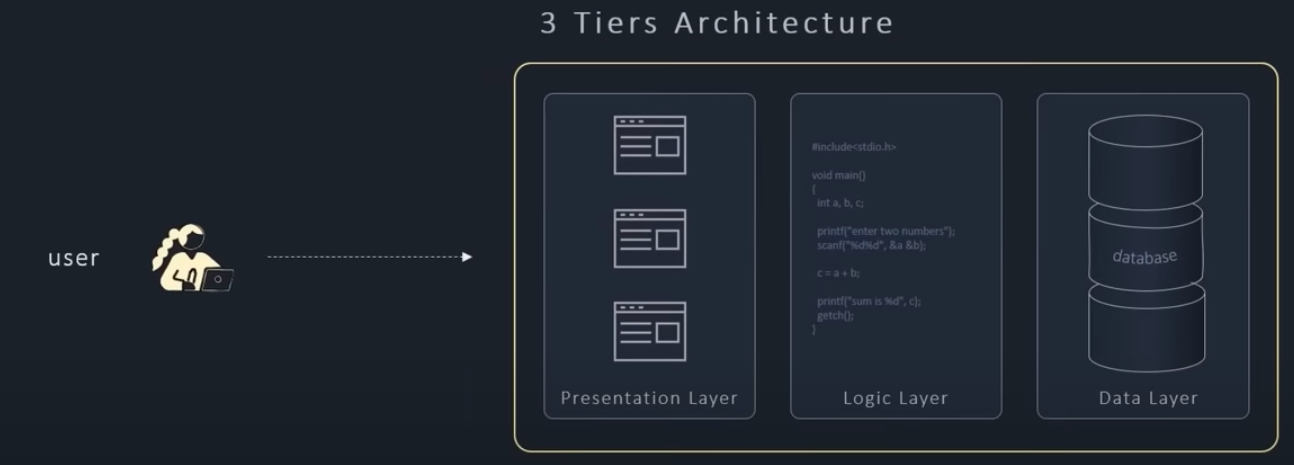 3 Tiers Architecture
user
#include<stdio.h>
void main()
{
int a, b, c;
printf("enter two numbers");
scanf("%d%d", &a &b);
c = a + b;
printf("sum is %d", c);
getch();
}
database
Presentation Layer
Logic Layer
Data Layer